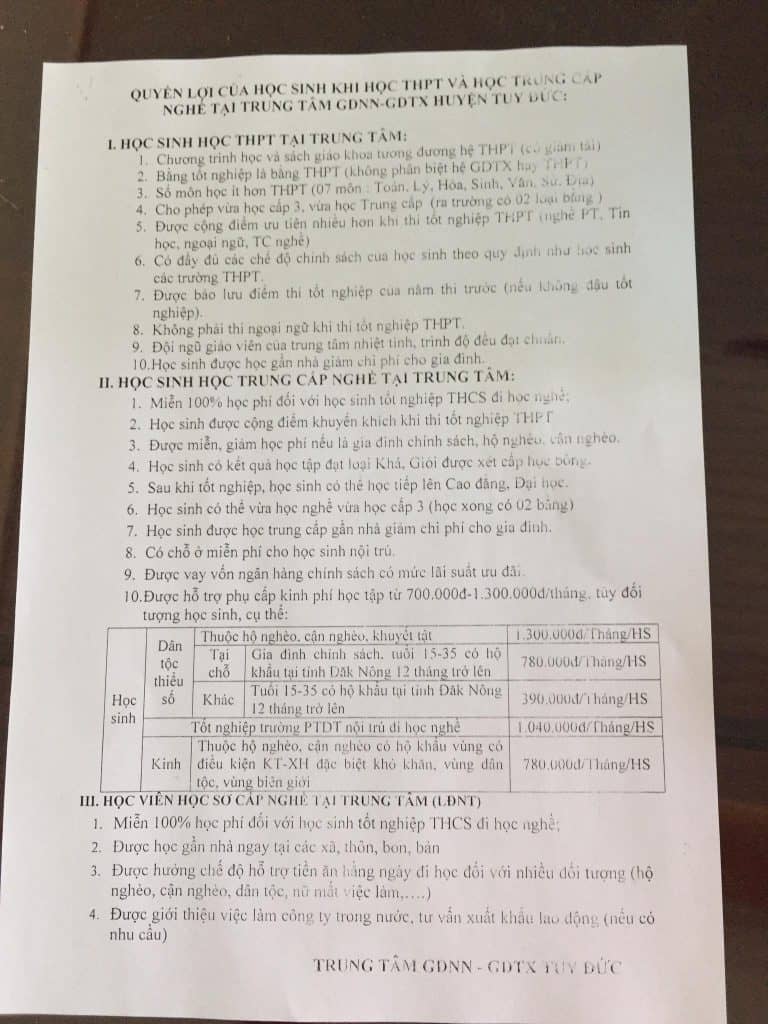 QUYỀN LỢI CỦA HỌC SINH KHI HỌC THPT VÀ HỌC TRUNG CẤP
NGHỀ TẠI TRUNG TÂM GDNN-GDTX HUYỆN TUY ĐỨC:
I. HỌC SINH HỌC THPT TẠI TRUNG TÂM:
1. Chương trình học và sách giáo khoa tương đương hệ THPT (có giảm tải)
2. Bằng tốt nghiệp là bằng THPT (không phân biệt hệ GDTX hay THPT)
3. Số môn học ít hơn THPT (07 môn : Toán, Lý, Hóa, Sinh, Văn, Sử, Địa)
4. Cho phép vừa học cấp 3, vừa học Trung cấp (ra trường có 02 loại bằng )
5. Được cộng điểm ưu tiên nhiều hơn khi thi tốt nghiệp THPT (nghề PT, Tin
học, ngoại ngữ, TC nghề)
6. Có đầy đủ các chế độ chính sách của học sinh theo quy định như học sinh
các trường THPT.
7. Được bảo lưu điểm thi tốt nghiệp của năm thi trước (nếu không đậu tốt
nghiệp).
8. Không phải thi ngoại ngữ khi thi tốt nghiệp THPT.
9. Đội ngũ giáo viên của trung tâm nhiệt tình, trình độ đều đạt chuẩn.
10.Học sinh được học gần nhà giảm chi phí cho gia đình.
II. HỌC SINH HỌC TRUNG CẤP NGHỀ TẠI TRUNG TÂM:
1. Miễn 100% học phí đối với học sinh tốt nghiệp THCS đi học nghề;
2. Học sinh được cộng điểm khuyến khích khi thi tốt nghiệp THPT
3. Được miễn, giảm học phí nếu là gia đình chính sách, hộ nghèo, cận nghèo.
4. Học sinh có kết quả học tập đạt loại Khá, Giỏi được xét cấp học bổng.
5. Sau khi tốt nghiệp, học sinh có thể học tiếp lên Cao đẳng, Đại học.
6. Học sinh có thể vừa học nghề vừa học cấp 3 (học xong có 02 bằng)
7. Học sinh được học trung cấp gần nhà giảm chi phí cho gia đình.
8. Có chỗ ở miễn phí cho học sinh nội trú.
9. Được vay vốn ngân hàng chính sách có mức lãi suất ưu đãi.
10.Được hỗ trợ phụ cấp kinh phí học tập từ 700.000đ-1.300.000đ/tháng, tùy đối
tượng học sinh, cụ thể:
Học sinh
Dân tộc thiểu số
Thuộc hộ nghèo, cận nghèo, khuyết tật 1.300.000đ/Tháng/HS
Tại chỗ
Gia đình chính sách, tuổi 15-35 có hộ
khẩu tại tỉnh Đăk Nông 12 tháng trở lên
780.000đ/Tháng/HS
Khác
Tuổi 15-35 có hộ khẩu tại tỉnh Đăk Nông
12 tháng trở lên
390.000đ/Tháng/HS
Tốt nghiệp trường PTDT nội trú đi học nghề 1.040.000đ/Tháng/HS
Kinh
Thuộc hộ nghèo, cận nghèo có hộ khẩu vùng có
điều kiện KT-XH đặc biệt khó khăn, vùng dân
tộc, vùng biên giới
780.000đ/Tháng/HS
III. HỌC VIÊN HỌC SƠ CẤP NGHỀ TẠI TRUNG TÂM (LĐNT)
1. Miễn 100% học phí đối với học sinh tốt nghiệp THCS đi học nghề;
2. Được học gần nhà ngay tại các xã, thôn, bon, bản
3. Được hưởng chế độ hỗ trợ tiền ăn hằng ngày đi học đối với nhiều đối tượng (hộ
nghèo, cận nghèo, dân tộc, nữ mất việc làm,....)
4. Được giới thiệu việc làm công ty trong nước, tư vấn xuất khẩu lao động (nếu có
nhu cầu)
TRUNG TÂM GDNN - GDTX TUY ĐỨC